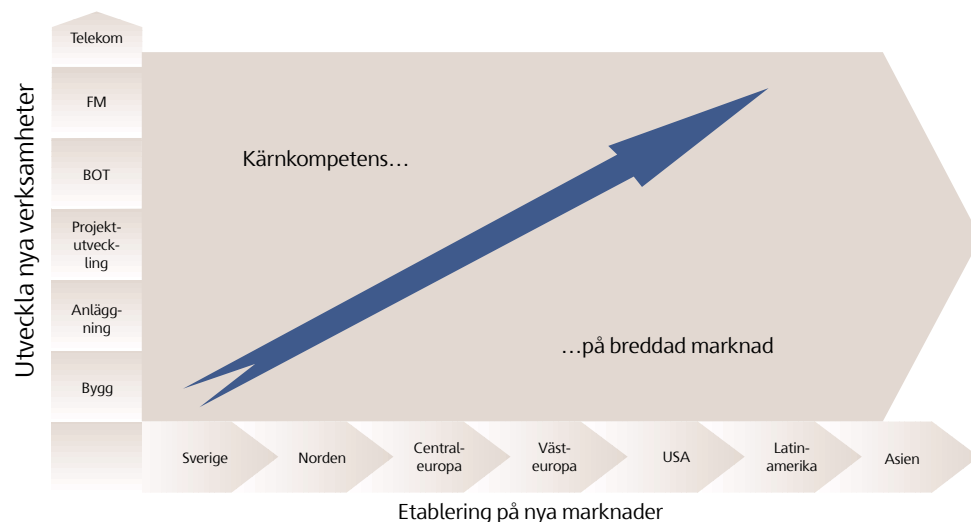 Utveckla nya verksamheter
Telekom
FM
BOT
Projekt-
utveck-
ling
Anlägg-
ning
Bygg
Kärnkompetens…
…på breddad marknad
Sverige
Norden
Central-
europa
Väst-
europa
USA
Latin-
amerika
Asien
Etablering på nya marknader